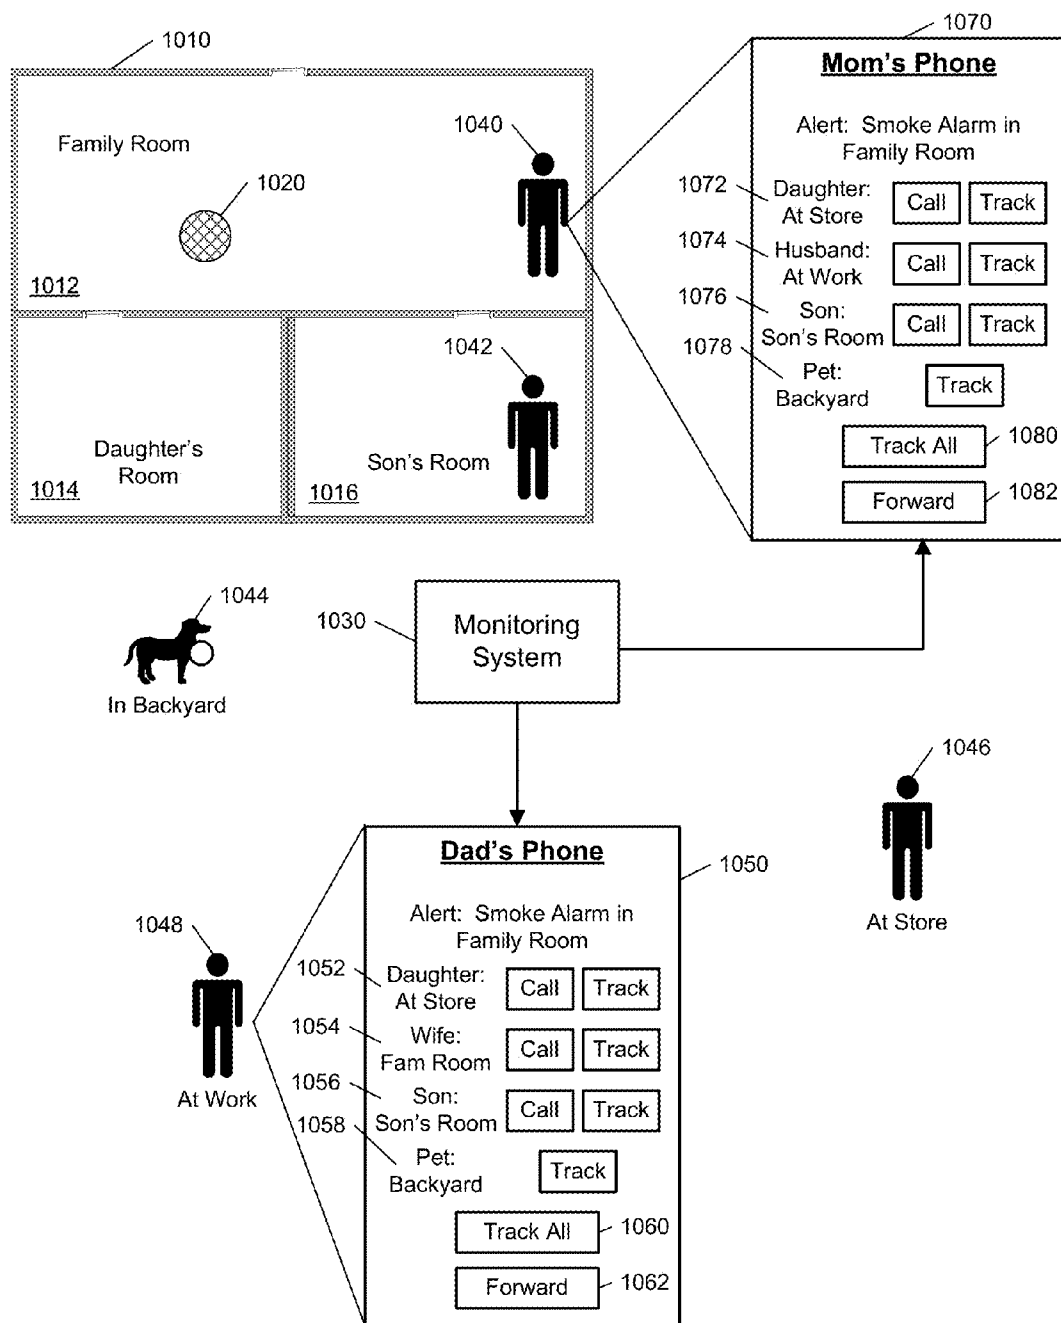 1010
Family Room
1020
1012
1040
Daughter's
Room
1014
1042
Son's Room
1016
1070
Mom's Phone
Alert: Smoke Alarm in
Family Room
1072
Daughter:
At Store
Call
Track
1074
Husband:
At Work
Call
Track
1076
Son:
Son's Room
Call
Track
1078
Pet:
Backyard
Track
Track All
1080
Forward
1082
1044
In Backyard
1030
Monitoring
System
1046
At Store
1048
At Work
Dad's Phone
1050
Alert: Smoke Alarm in
Family Room
1052
Daughter:
At Store
Call
Track
1054
Wife:
Fam Room
Call
Track
1056
Son:
Son's Room
Call
Track
1058
Pet:
Backyard
Track
Track All
1060
Forward
1062